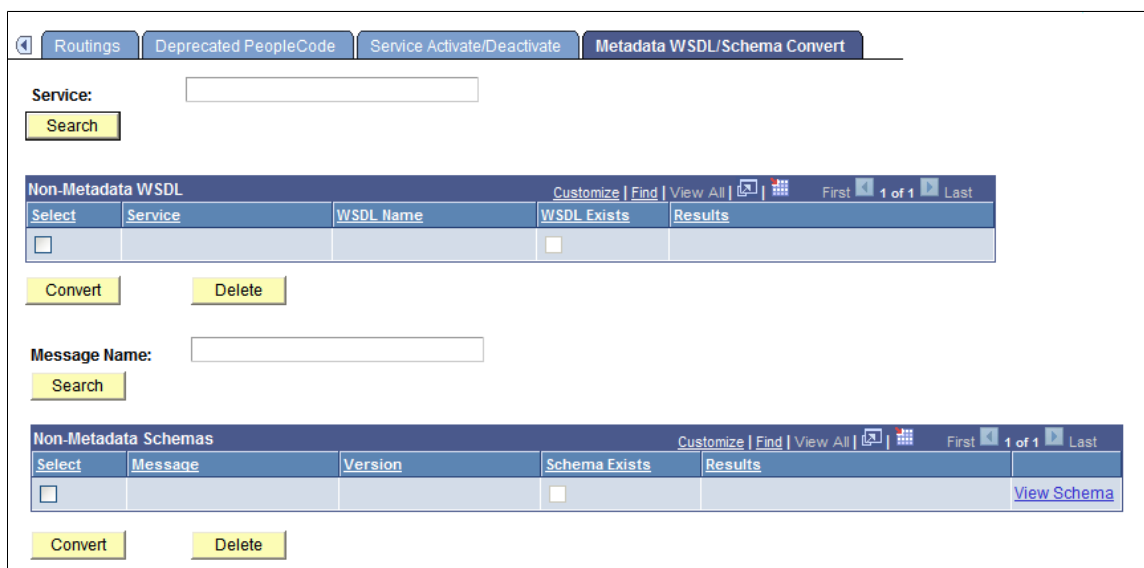 Routings Deprecated PeopleCode Service Activate/Deactivate Metadata WSDL/Schema Convert
Service:
Search
Non-Metadata WSDL Customize | Find | View All | | First 1 of 1 Last
Select Service WSDL Name WSDL Exists Results
Convert Delete
Message Name:
Search
Non-Metadata Schemas Customize | Find | View All | | First 1 of 1 Last
Select Message Version Schema Exists Results
View Schema
Convert Delete